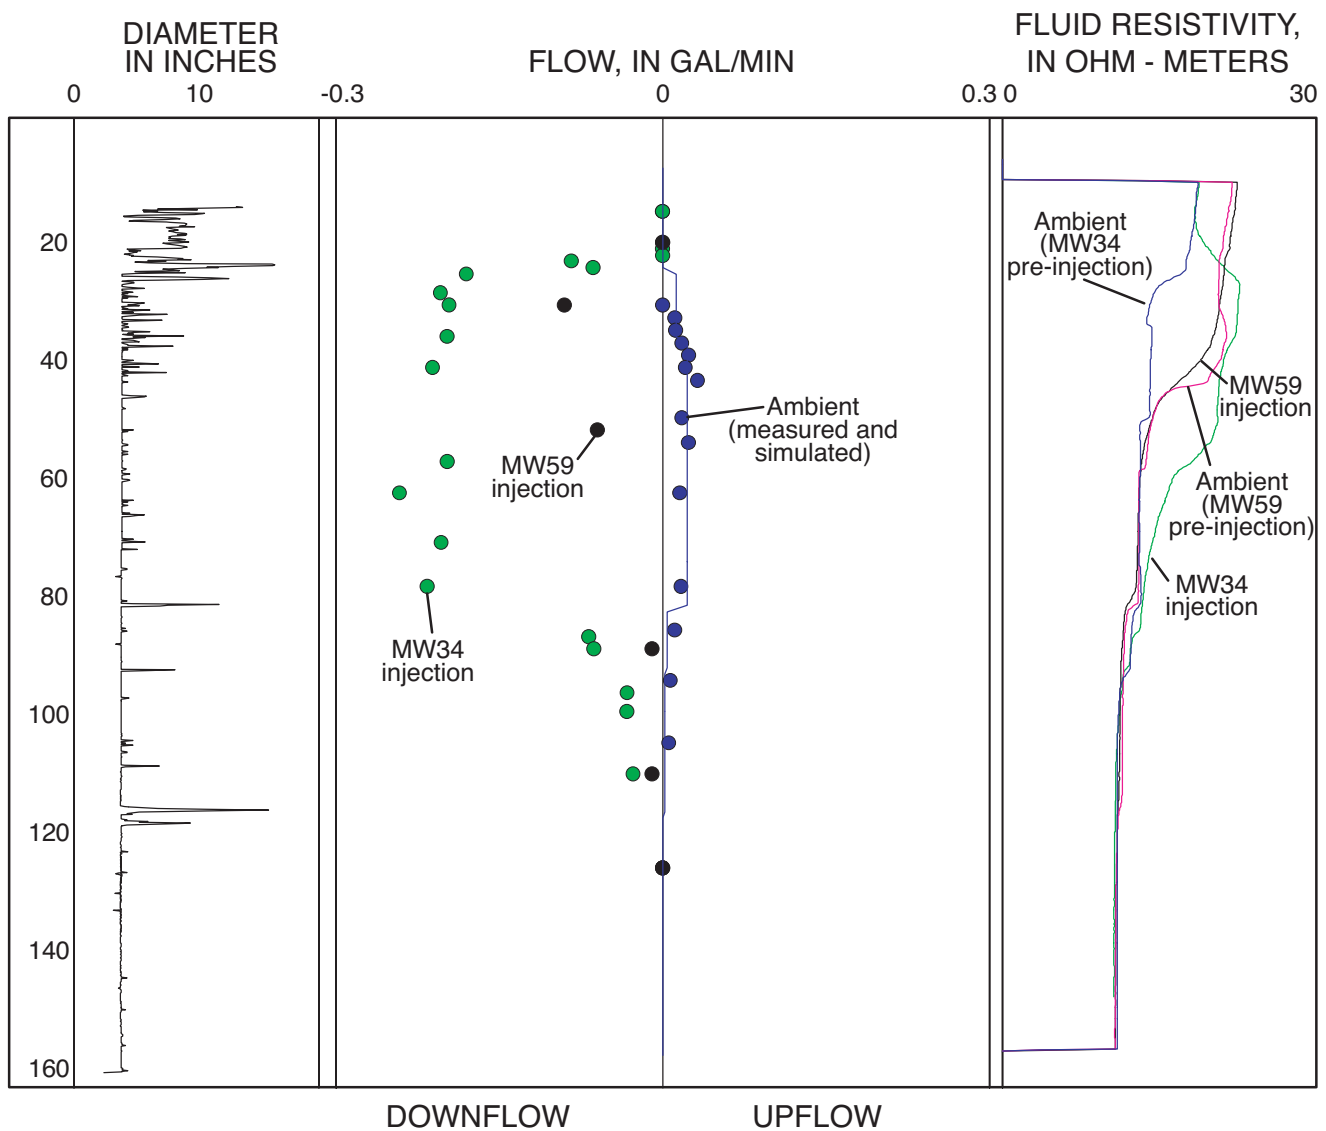 DIAMETER
IN INCHES
FLOW, IN GAL/MIN
FLUID RESISTIVITY,
IN OHM - METERS
0
10
-0.3
0
0.3
0
30
20
40
60
80
100
120
140
160
Ambient
(measured and
simulated)
MW59
injection
MW34
injection
Ambient
(MW34
pre-injection)
MW59
injection
Ambient
(MW59
pre-injection)
MW34
injection
DOWNFLOW
UPFLOW